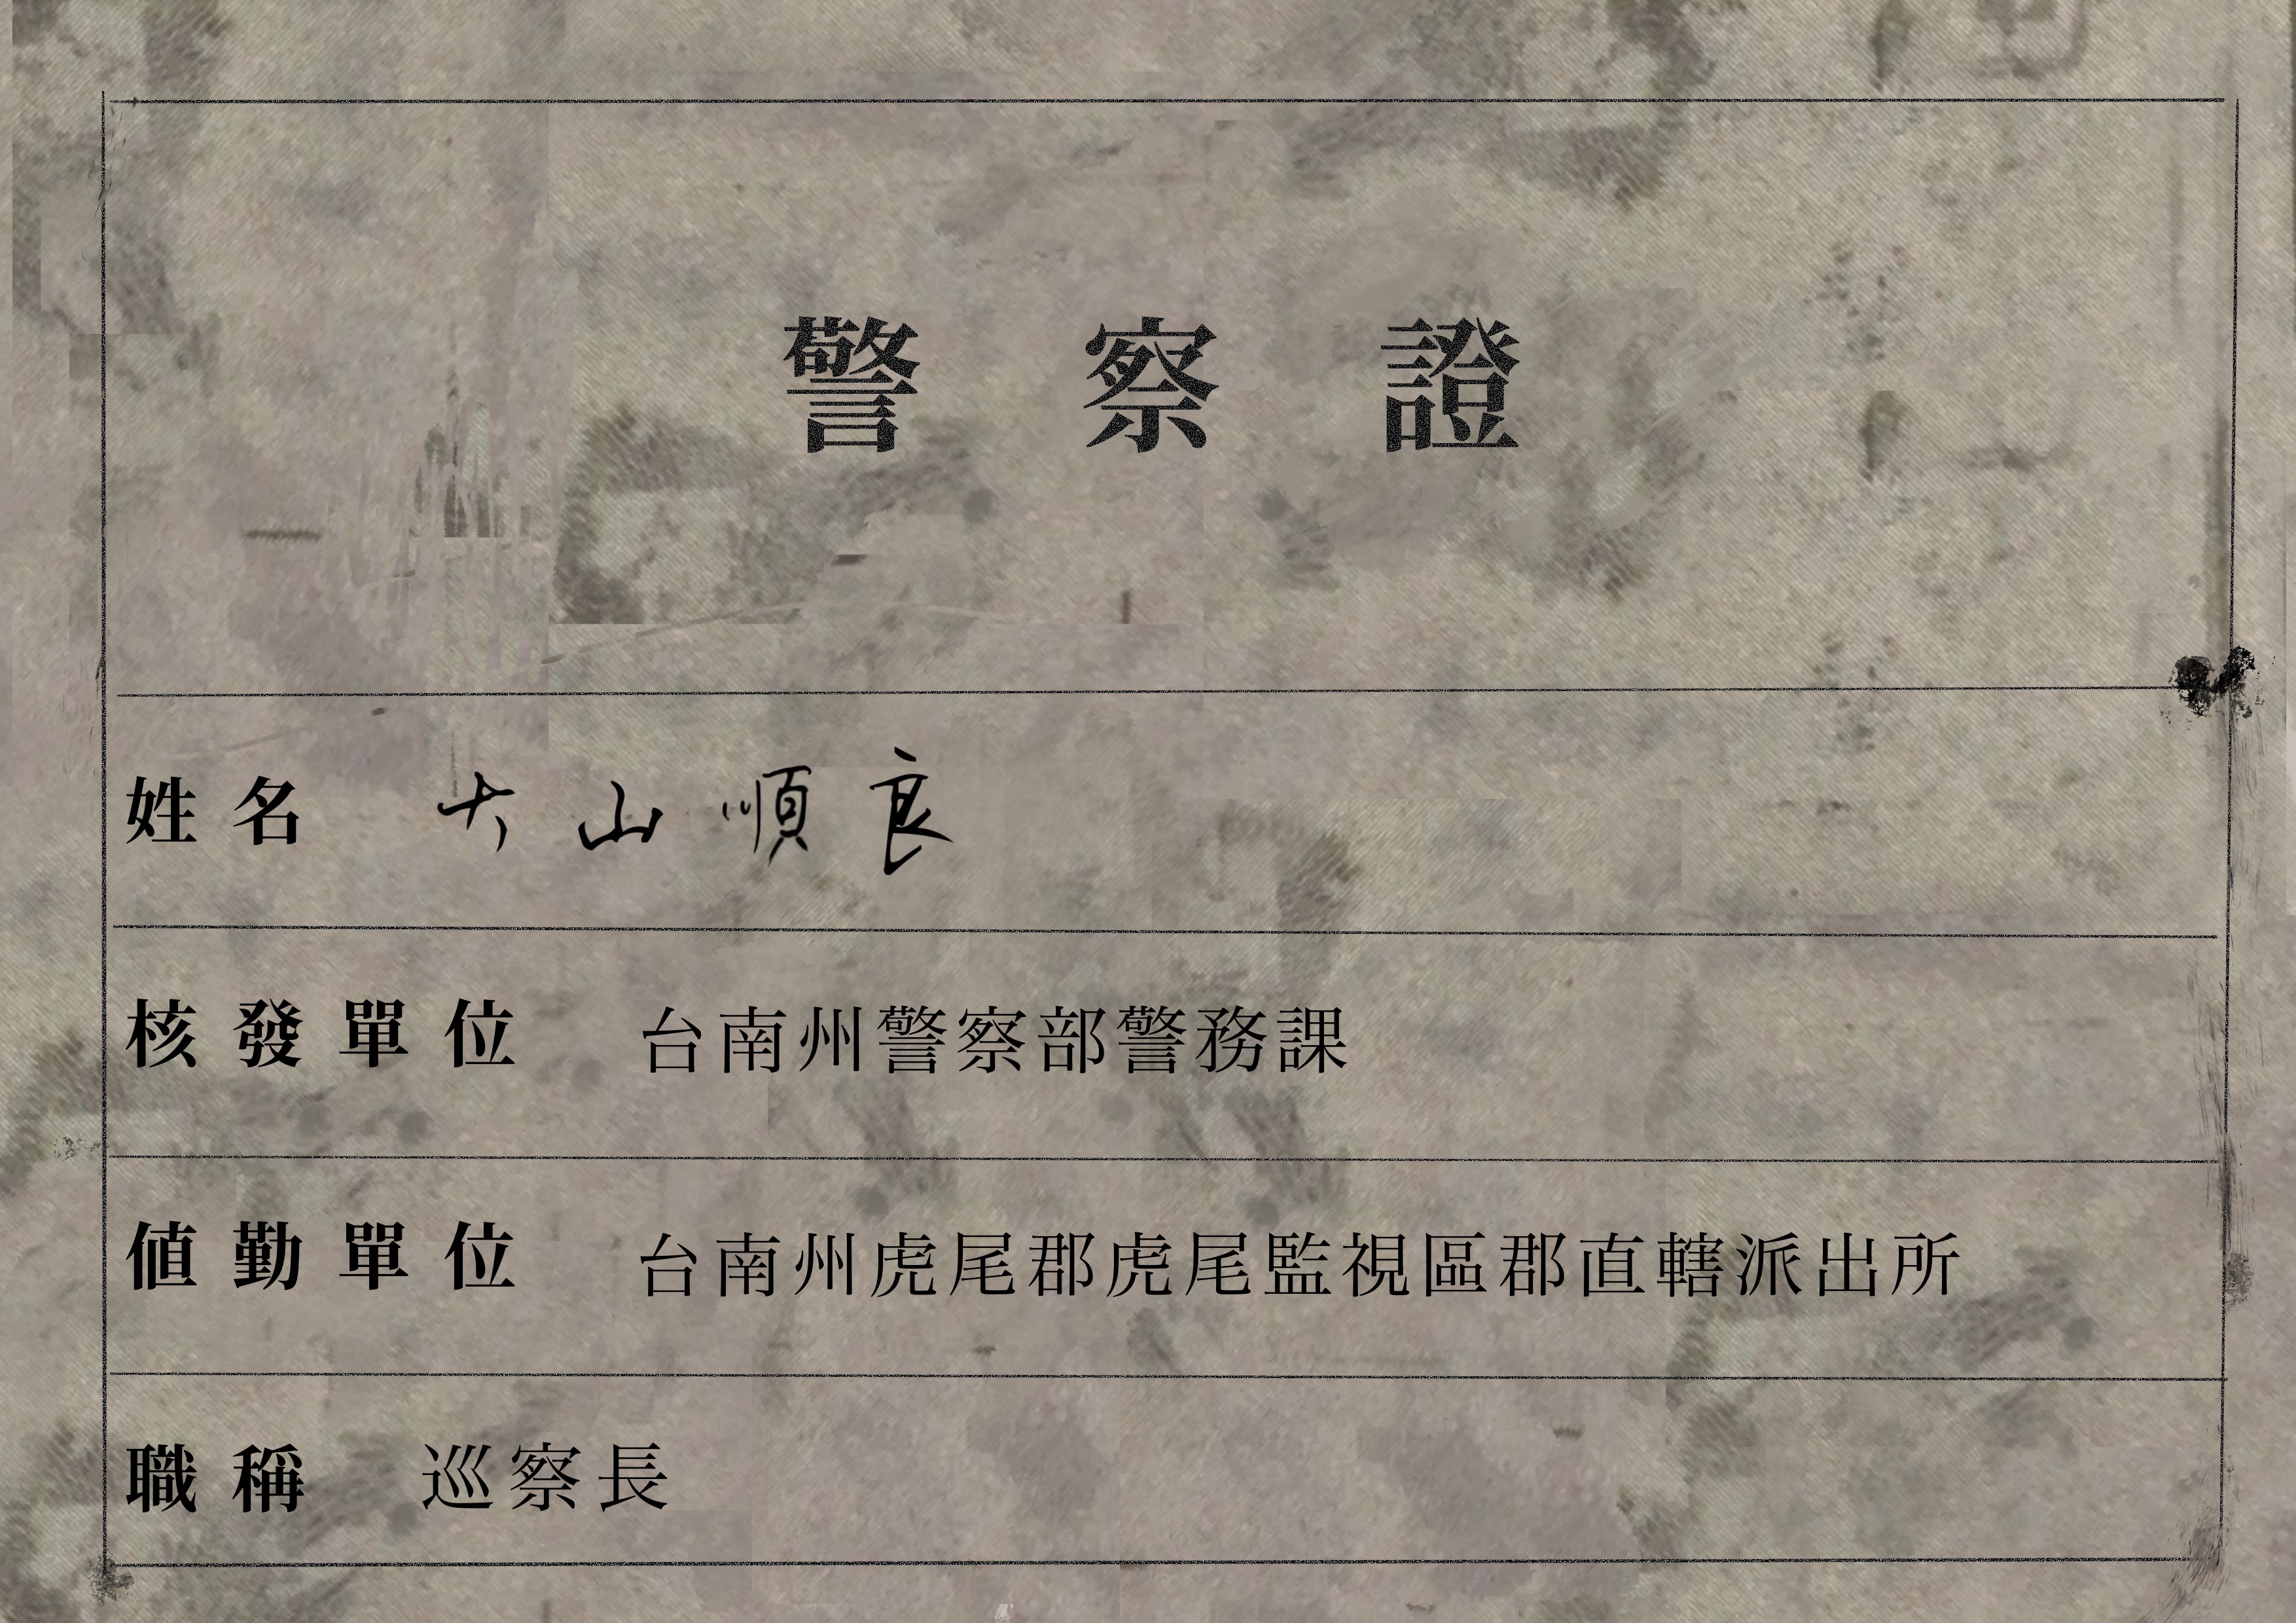 警察證
姓名 大山順良
核發單位 台南州警察部警務課
値勤單位 台南州虎尾郡虎尾監視區郡直轄派出所
職稱 巡察長